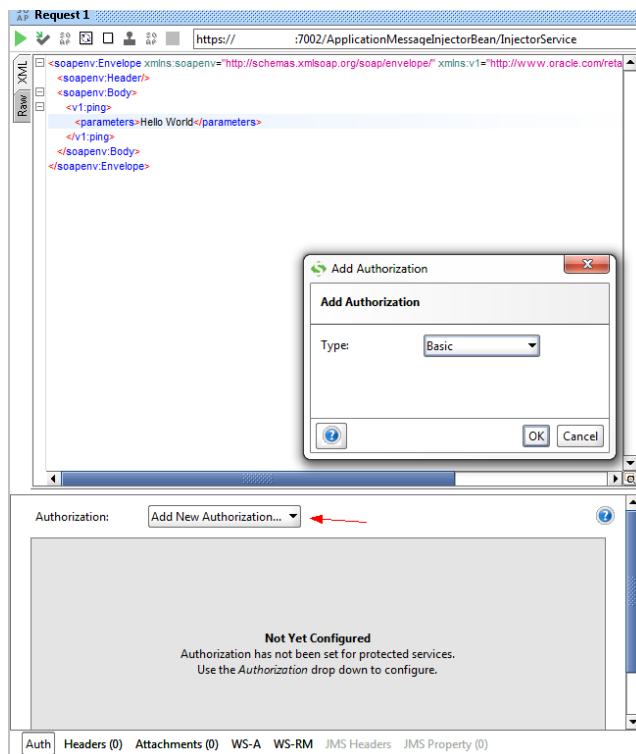 Request 1
https:// :7002/ApplicationMessageInjectorBean/InjectorService
XML
Raw
<soapenv:Envelope xmlns:soapenv="http://schemas.xmlsoap.org/soap/envelope/" xmlns:v1="http://www.oracle.com/reta
<soapenv:Header/>
<soapenv:Body>
<v1:ping>
<parameters>Hello World</parameters>
</v1:ping>
</soapenv:Body>
</soapenv:Envelope>
Add Authorization
Add Authorization
Type: Basic
OK Cancel
Authorization: Add New Authorization...
Not Yet Configured
Authorization has not been set for protected services.
Use the Authorization drop down to configure.
Auth Headers (0) Attachments (0) WS-A WS-RM JMS Headers JMS Property (0)